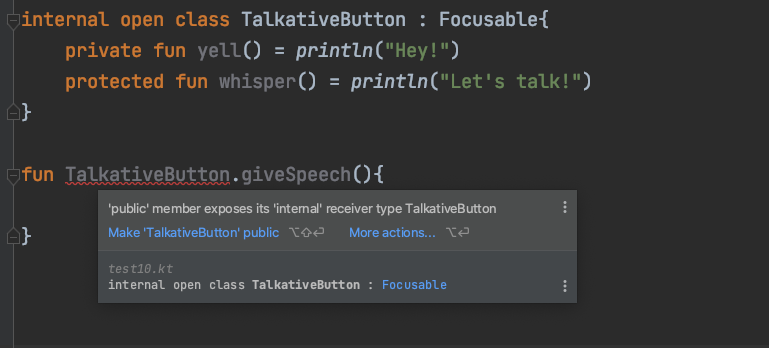 internal open class TalkativeButton : Focusable{
private fun yell() = println("Hey!")
protected fun whisper() = println("Let's talk!")
}
fun TalkativeButton.giveSpeech(){
'public' member exposes its 'internal' receiver type TalkativeButton
Make 'TalkativeButton' public ⌥⇧⏎ More actions... ⌥⏎
}
test10.kt
internal open class TalkativeButton : Focusable